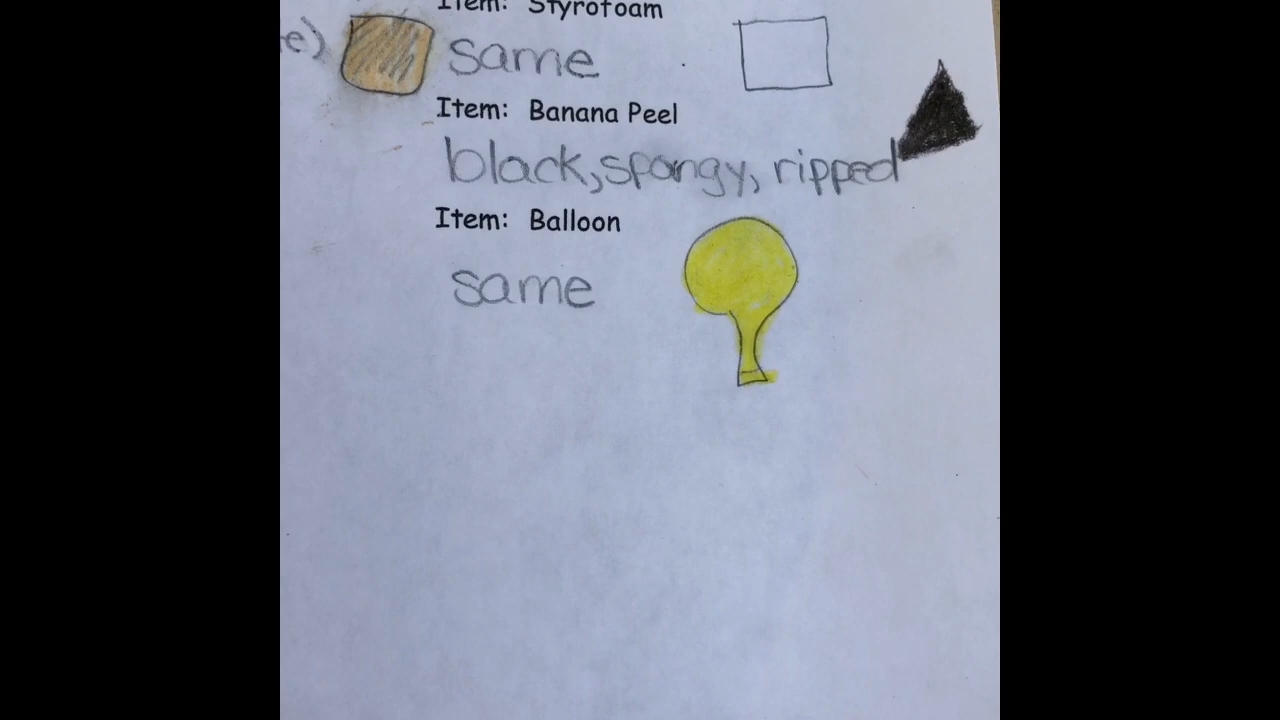 Item: Styrofoam
e)
same
Item: Banana Peel
black, spongy, ripped
Item: Balloon
same